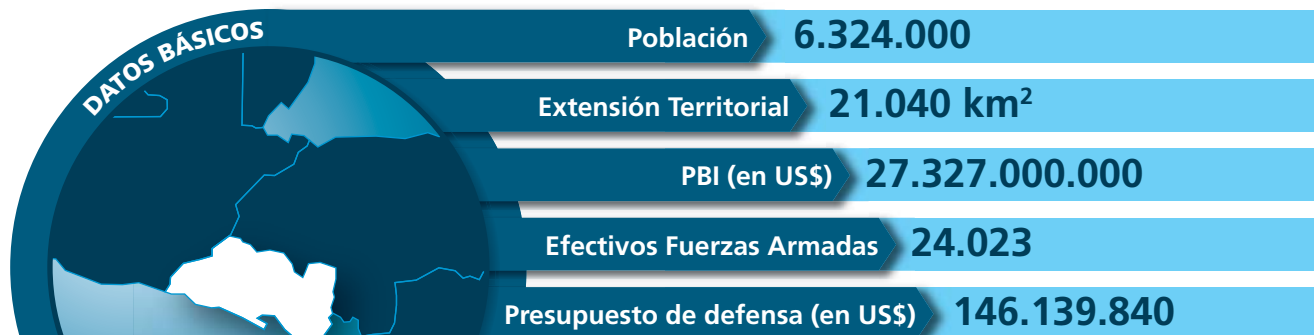 DATOS BÁSICOS
Población 6.324.000
Extensión Territorial 21.040 km²
PBI (en US$) 27.327.000.000
Efectivos Fuerzas Armadas 24.023
Presupuesto de defensa (en US$) 146.139.840